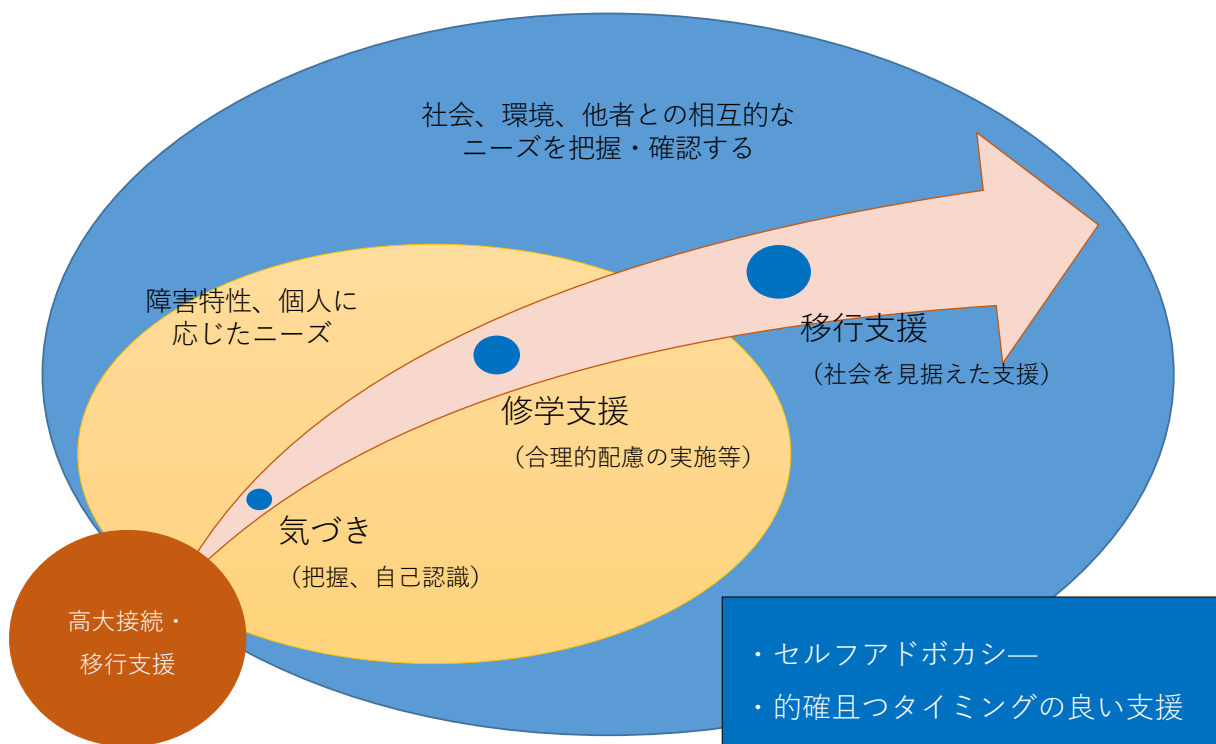 社会、環境、他者との相互的な
ニーズを把握・確認する
障害特性、個人に
応じたニーズ
移行支援
（社会を見据えた支援）
修学支援
（合理的配慮の実施等）
気づき
（把握、自己認識）
高大接続・
移行支援
・セルフアドボカシ―
・的確且つタイミングの良い支援